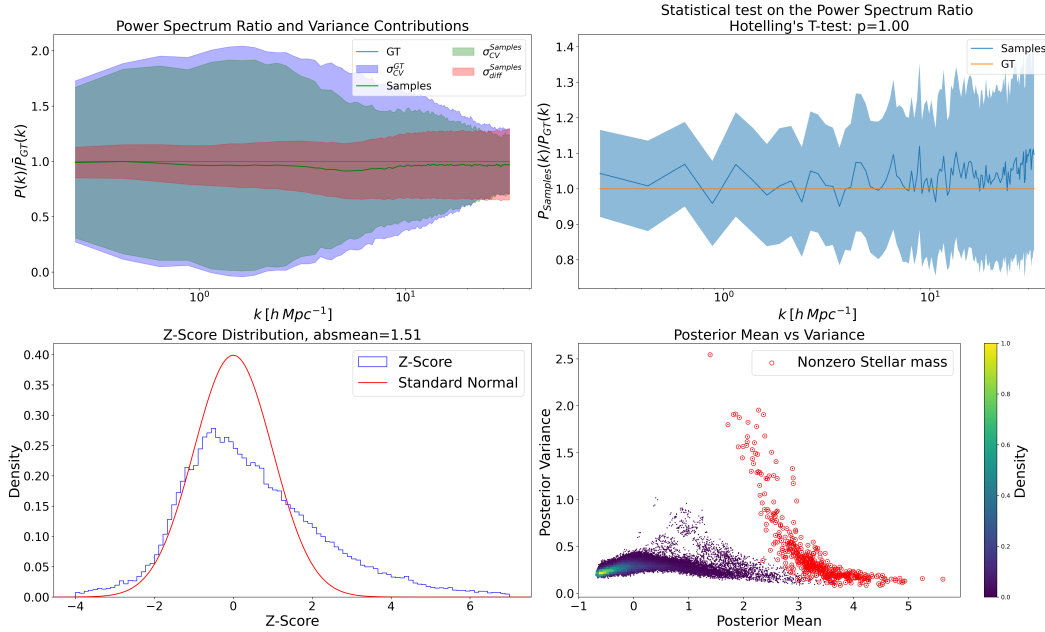 Power Spectrum Ratio and Variance Contributions
P(k)/P̄_GT(k)
2.0
1.5
1.0
0.5
0.0
GT
σ_CV^GT
Samples
σ_CV^Samples
σ_diff^Samples
10^0
10^1
k [h Mpc^−1]
Statistical test on the Power Spectrum Ratio
Hotelling's T-test: p=1.00
P_Samples(k)/P_GT(k)
1.4
1.3
1.2
1.1
1.0
0.9
0.8
Samples
GT
10^0
10^1
k [h Mpc^−1]
Z-Score Distribution, absmean=1.51
Density
0.40
0.35
0.30
0.25
0.20
0.15
0.10
0.05
0.00
Z-Score
Standard Normal
−4
−2
0
2
4
6
Z-Score
Posterior Mean vs Variance
Posterior Variance
2.5
2.0
1.5
1.0
0.5
0.0
Nonzero Stellar mass
−1
0
1
2
3
4
5
Posterior Mean
1.0
0.8
0.6
0.4
0.2
0.0
Density